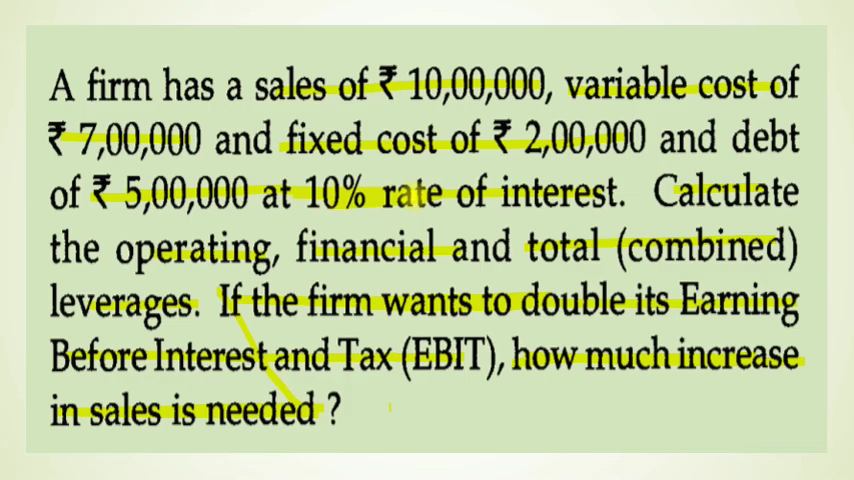 A firm has a sales of ₹ 10,00,000, variable cost of
₹ 7,00,000 and fixed cost of ₹ 2,00,000 and debt
of ₹ 5,00,000 at 10% rate of interest. Calculate
the operating, financial and total (combined)
leverages. If the firm wants to double its Earning
Before Interest and Tax (EBIT), how much increase
in sales is needed ?